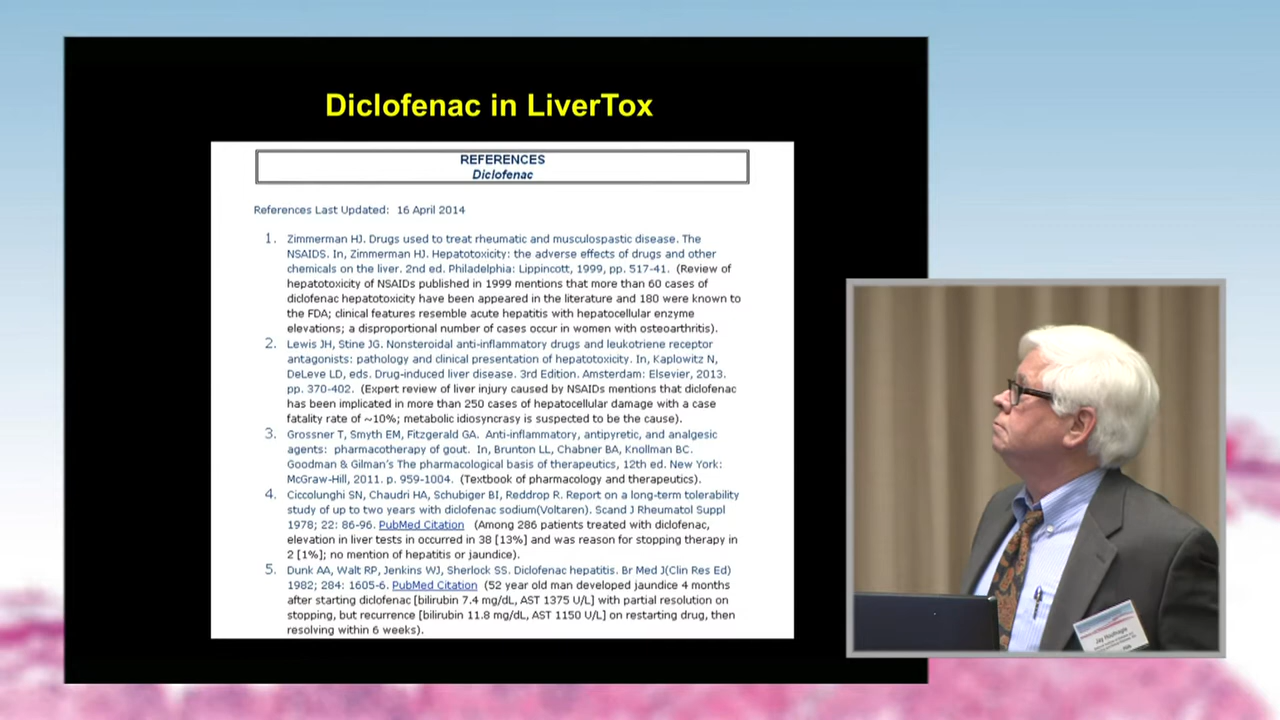 Diclofenac in LiverTox
REFERENCES
Diclofenac
References Last Updated: 16 April 2014
1. Zimmerman HJ. Drugs used to treat rheumatic and musculospastic disease. The
NSAIDS. In, Zimmerman HJ. Hepatotoxicity: the adverse effects of drugs and other
chemicals on the liver. 2nd ed. Philadelphia: Lippincott, 1999, pp. 517-41. (Review of
hepatotoxicity of NSAIDs published in 1999 mentions that more than 60 cases of
diclofenac hepatotoxicity have been appeared in the literature and 180 were known to
the FDA; clinical features resemble acute hepatitis with hepatocellular enzyme
elevations; a disproportional number of cases occur in women with osteoarthritis).
2. Lewis JH, Stine JG. Nonsteroidal anti-inflammatory drugs and leukotriene receptor
antagonists: pathology and clinical presentation of hepatotoxicity. In, Kaplowitz N,
DeLeve LD, eds. Drug-induced liver disease. 3rd Edition. Amsterdam: Elsevier, 2013.
pp. 370-402. (Expert review of liver injury caused by NSAIDs mentions that diclofenac
has been implicated in more than 250 cases of hepatocellular damage with a case
fatality rate of ~10%; metabolic idiosyncrasy is suspected to be the cause).
3. Grossner T, Smyth EM, Fitzgerald GA. Anti-inflammatory, antipyretic, and analgesic
agents: pharmacotherapy of gout. In, Brunton LL, Chabner BA, Knollman BC.
Goodman & Gilman's The pharmacological basis of therapeutics, 12th ed. New York:
McGraw-Hill, 2011. p. 959-1004. (Textbook of pharmacology and therapeutics).
4. Ciccolunghi SN, Chaudri HA, Schubiger BI, Reddrop R. Report on a long-term tolerability
study of up to two years with diclofenac sodium(Voltaren). Scand J Rheumatol Suppl
1978; 22: 86-96. PubMed Citation (Among 286 patients treated with diclofenac,
elevation in liver tests in occurred in 38 [13%] and was reason for stopping therapy in
2 [1%]; no mention of hepatitis or jaundice).
5. Dunk AA, Walt RP, Jenkins WJ, Sherlock SS. Diclofenac hepatitis. Br Med J(Clin Res Ed)
1982; 284: 1605-6. PubMed Citation (52 year old man developed jaundice 4 months
after starting diclofenac [bilirubin 7.4 mg/dL, AST 1375 U/L] with partial resolution on
stopping, but recurrence [bilirubin 11.8 mg/dL, AST 1150 U/L] on restarting drug, then
resolving within 6 weeks).
Jay Hoofnagle